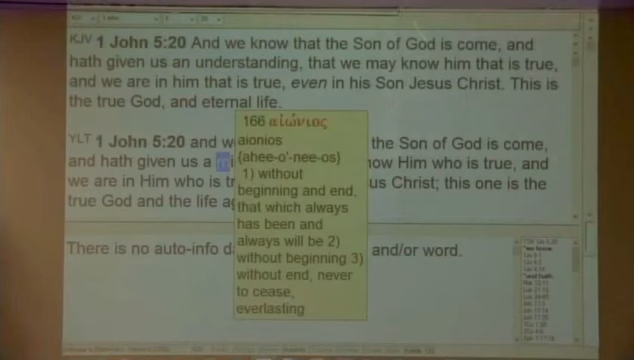 KJV 1 John 5:20 And we know that the Son of God is come, and
hath given us an understanding, that we may know him that is true,
and we are in him that is true, even in his Son Jesus Christ. This is
the true God, and eternal life.
166 αἰώνιος
aionios
{ahee-o'-nee-os}
1) without
beginning and end,
that which always
has been and
always will be 2)
without beginning 3)
without end, never
to cease,
everlasting
YLT 1 John 5:20 and w the Son of God is come,
and hath given us a now Him who is true, and
we are in Him who is tr us Christ; this one is the
true God and the life a
There is no auto-info d and/or word.